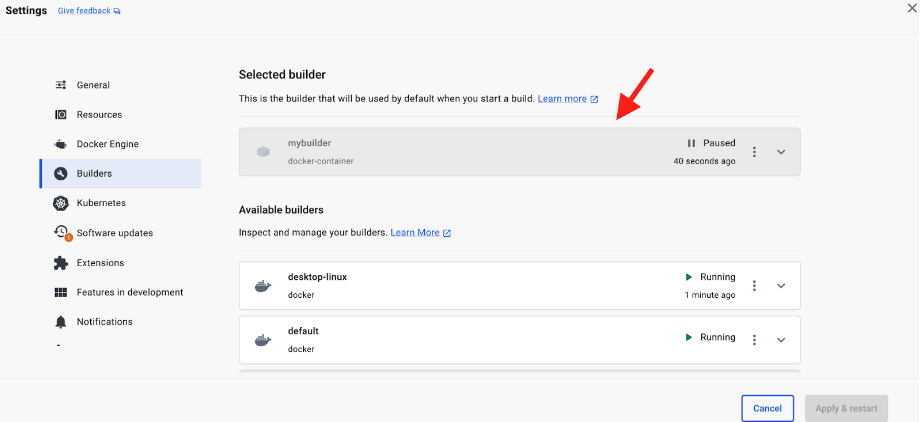 Settings Give feedback
General
Resources
Docker Engine
Builders
Kubernetes
Software updates
Extensions
Features in development
Notifications
Selected builder
This is the builder that will be used by default when you start a build. Learn more
mybuilder
Paused
docker-container
40 seconds ago
Available builders
Inspect and manage your builders. Learn More
desktop-linux
Running
docker
1 minute ago
default
Running
docker
Cancel
Apply & restart